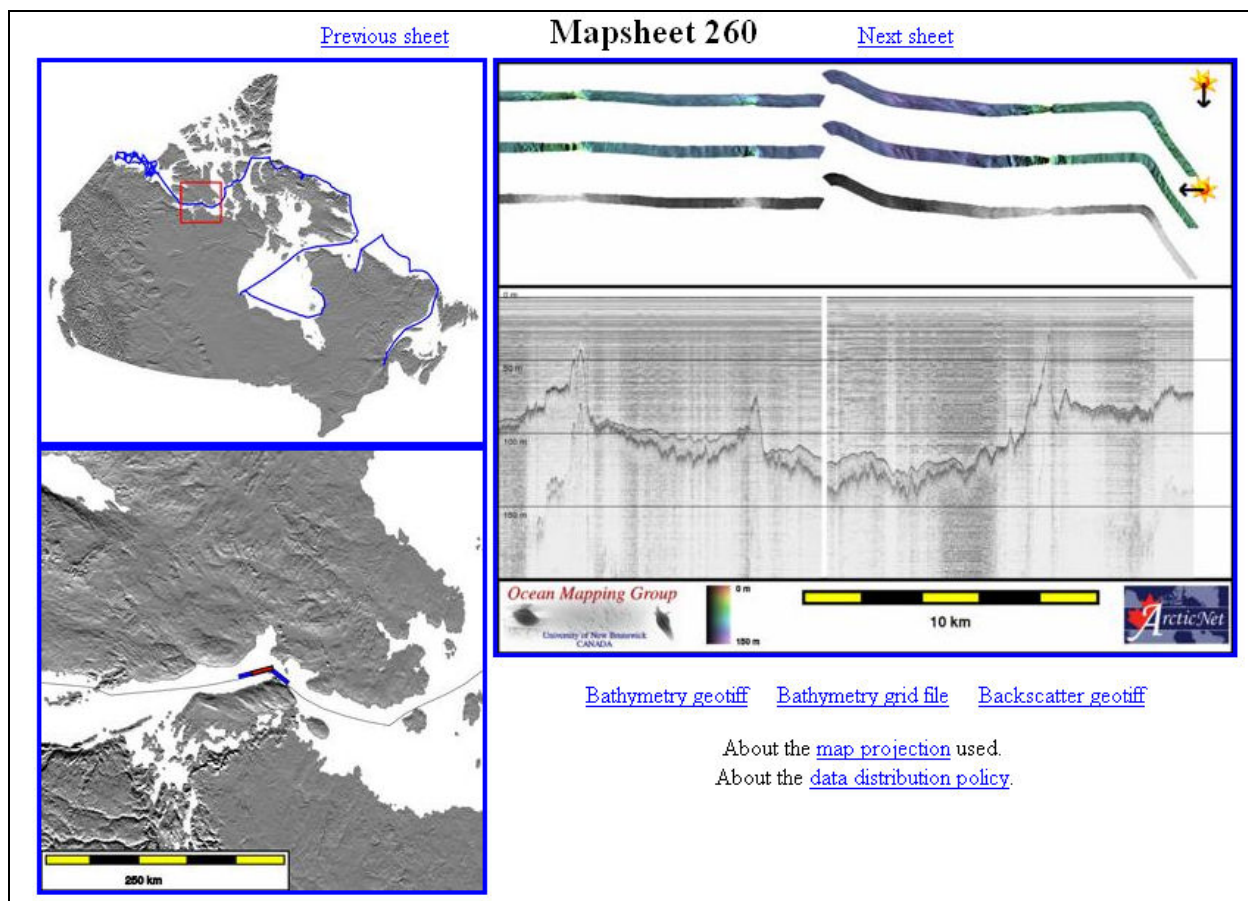 Previous sheet Mapsheet 260 Next sheet
0 m
50 m
100 m
150 m
Ocean Mapping Group
University of New Brunswick
CANADA
0 m
150 m
10 km
ArcticNet
250 km
Bathymetry geotiff Bathymetry grid file Backscatter geotiff
About the map projection used.
About the data distribution policy.